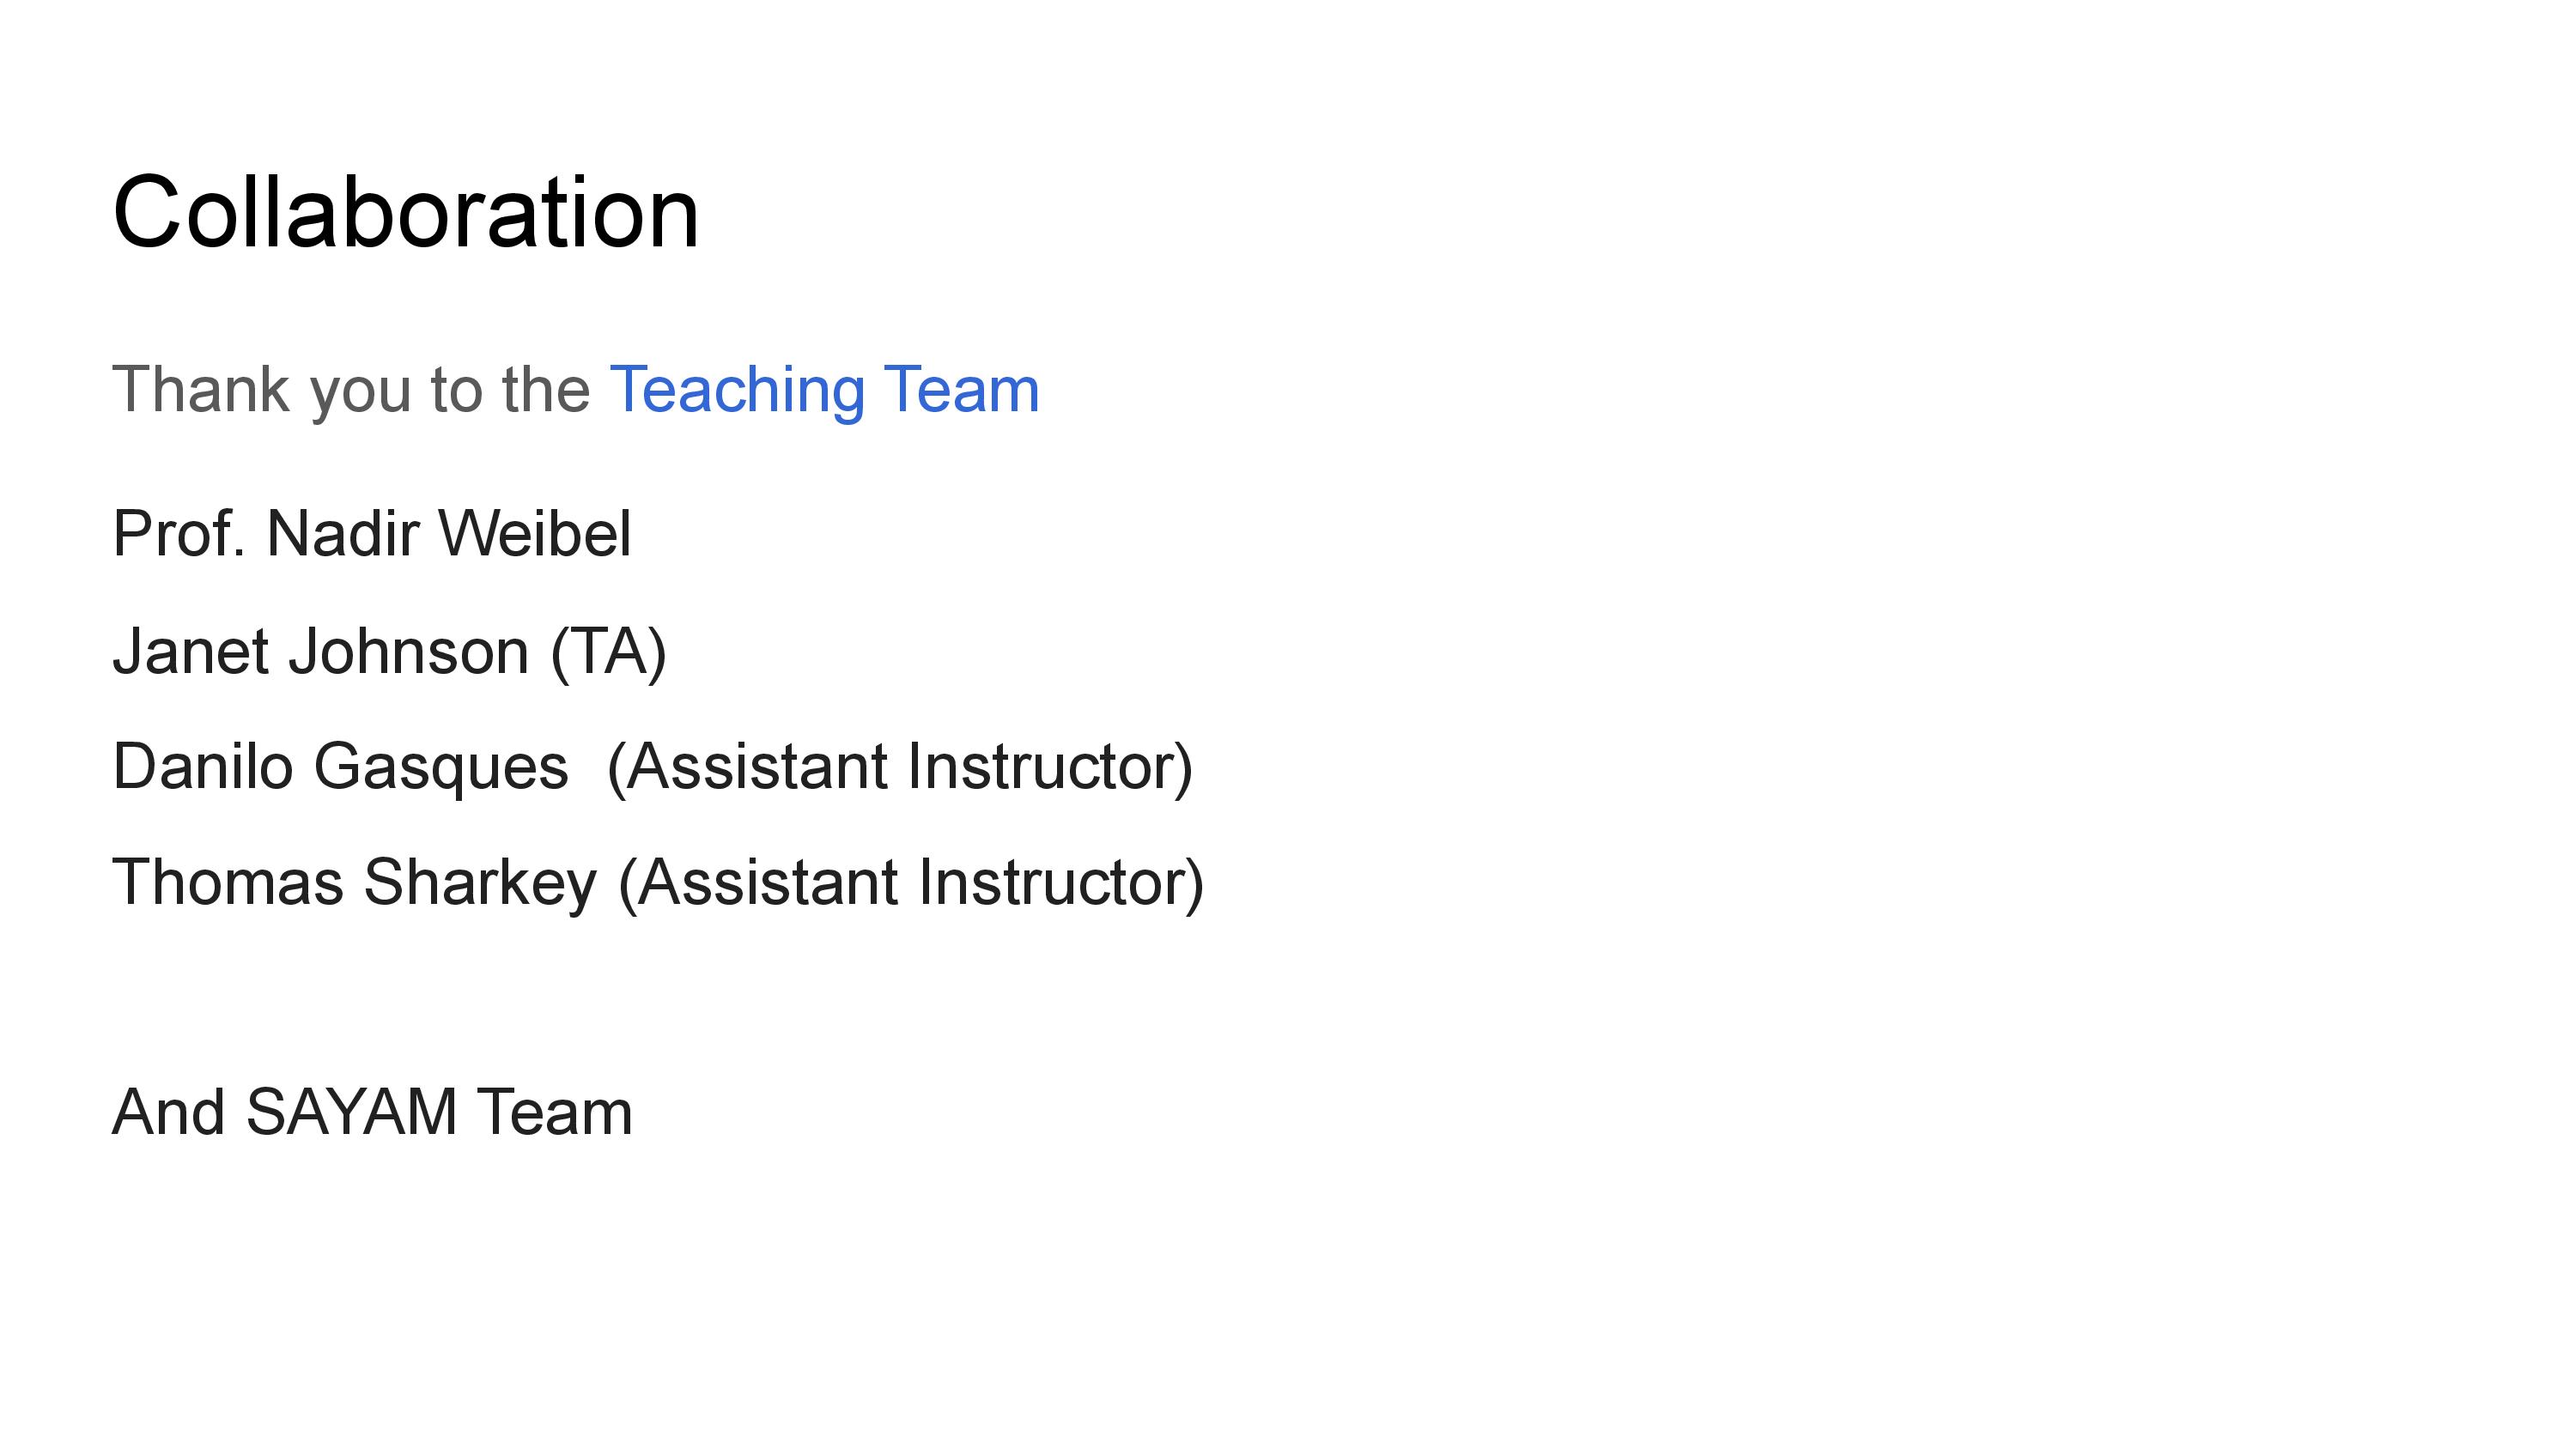 Collaboration
Thank you to the Teaching Team
Prof. Nadir Weibel
Janet Johnson (TA)
Danilo Gasques  (Assistant Instructor)
Thomas Sharkey (Assistant Instructor)
And SAYAM Team